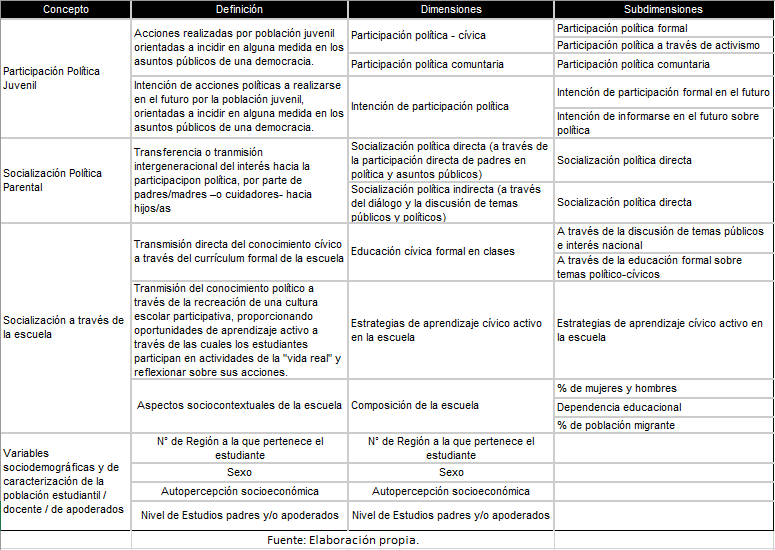 Concepto Definición Dimensiones Subdimensiones
Participación Política
Juvenil
Acciones realizadas por población juvenil
orientadas a incidir en alguna medida en los
asuntos públicos de una democracia.
Participación política - cívica
Participación política formal
Participación política a través de activismo
Participación política comuntaria
Participación política comuntaria
Intención de acciones políticas a realizarse
en el futuro por la población juvenil,
orientadas a incidir en alguna medida en los
asuntos públicos de una democracia.
Intención de participación política
Intención de participación formal en el futuro
Intención de informarse en el futuro sobre
política
Socialización Política
Parental
Transferencia o tranmisión
intergeneracional del interés hacia la
participacipon política, por parte de
padres/madres –o cuidadores- hacia
hijos/as
Socialización política directa (a través de
la participación directa de padres en
política y asuntos públicos)
Socialización política directa
Socialización política indirecta (a través
del diálogo y la discusión de temas
públicos y políticos)
Socialización política directa
Socialización a través de
la escuela
Transmisión directa del conocimiento cívico
a través del currículum formal de la escuela
Educación cívica formal en clases
A través de la discusión de temas públicos
e interés nacional
A través de la educación formal sobre
temas político-cívicos
Tranmisión del conocimiento político a
través de la recreación de una cultura
escolar participativa, proporcionando
oportunidades de aprendizaje activo a
través de las cuales los estudiantes
participan en actividades de la "vida real" y
reflexionar sobre sus acciones.
Estrategias de aprendizaje cívico activo
en la escuela
Estrategias de aprendizaje cívico activo en
la escuela
Aspectos sociocontextuales de la escuela
Composición de la escuela
% de mujeres y hombres
Dependencia educacional
% de población migrante
Variables
sociodemográficas y de
caracterización de la
población estudiantil /
docente / de apoderados
N° de Región a la que pertenece el
estudiante
N° de Región a la que pertenece el
estudiante
Sexo
Sexo
Autopercepción socioeconómica
Autopercepción socioeconómica
Nivel de Estudios padres y/o apoderados
Nivel de Estudios padres y/o apoderados
Fuente: Elaboración propia.